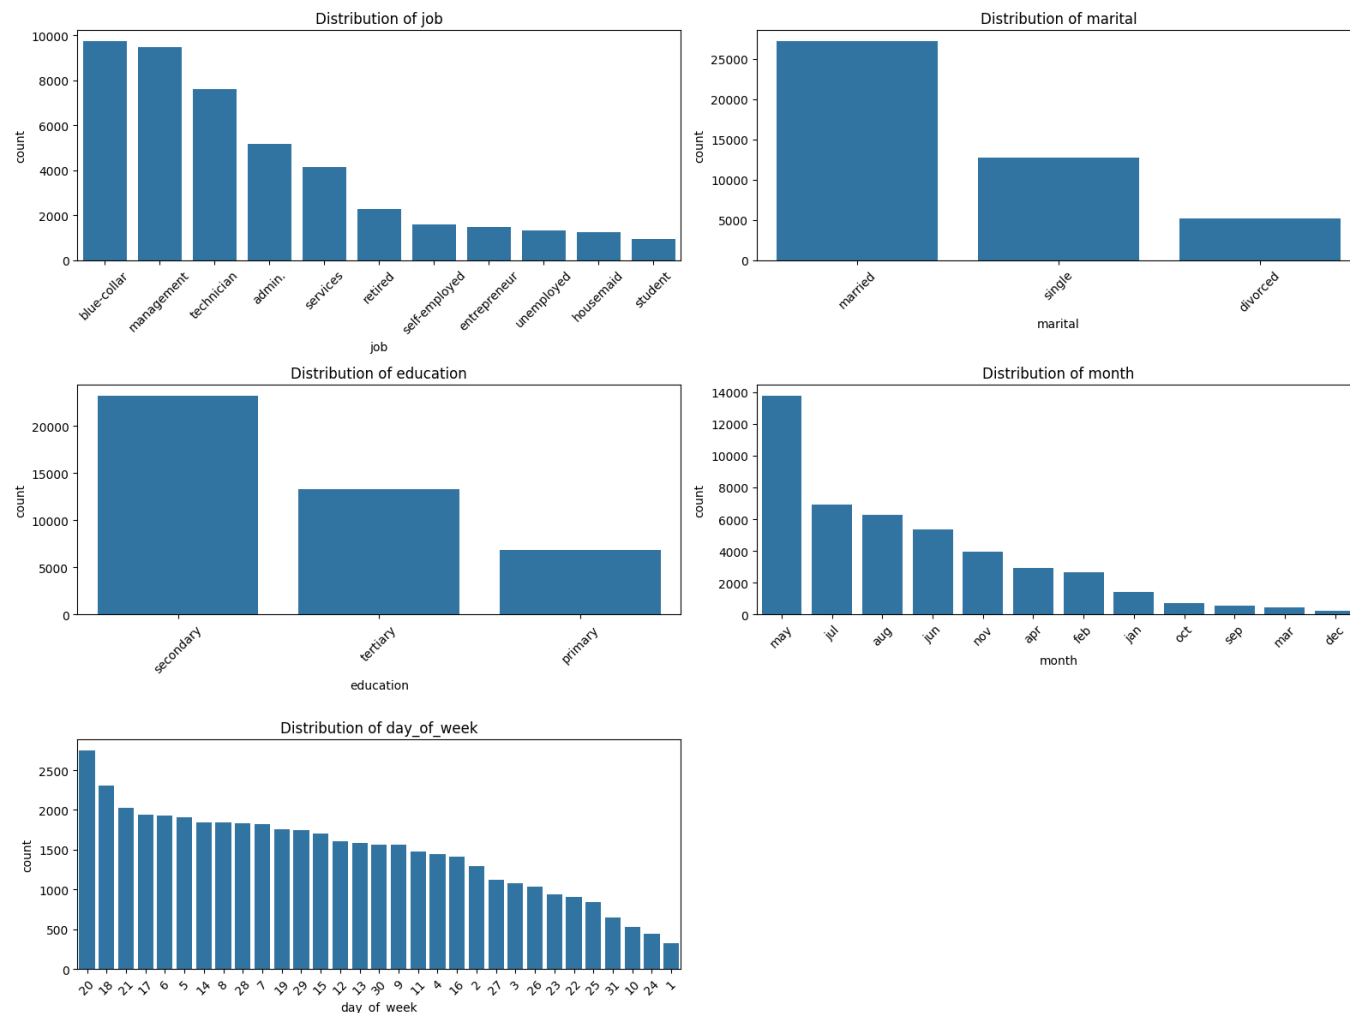 Distribution of job
10000
8000
6000
4000
2000
0
count
blue-collar
management
technician
admin.
services
retired
self-employed
entrepreneur
unemployed
housemaid
student
job
Distribution of marital
25000
20000
15000
10000
5000
0
count
married
single
divorced
marital
Distribution of education
20000
15000
10000
5000
0
count
secondary
tertiary
primary
education
Distribution of month
14000
12000
10000
8000
6000
4000
2000
0
count
may
jul
aug
jun
nov
apr
feb
jan
oct
sep
mar
dec
month
Distribution of day_of_week
2500
2000
1500
1000
500
0
count
20
18
21
17
6
5
14
8
28
7
19
29
15
12
13
30
9
11
4
16
2
27
3
26
23
22
25
31
10
24
1
day_of_week